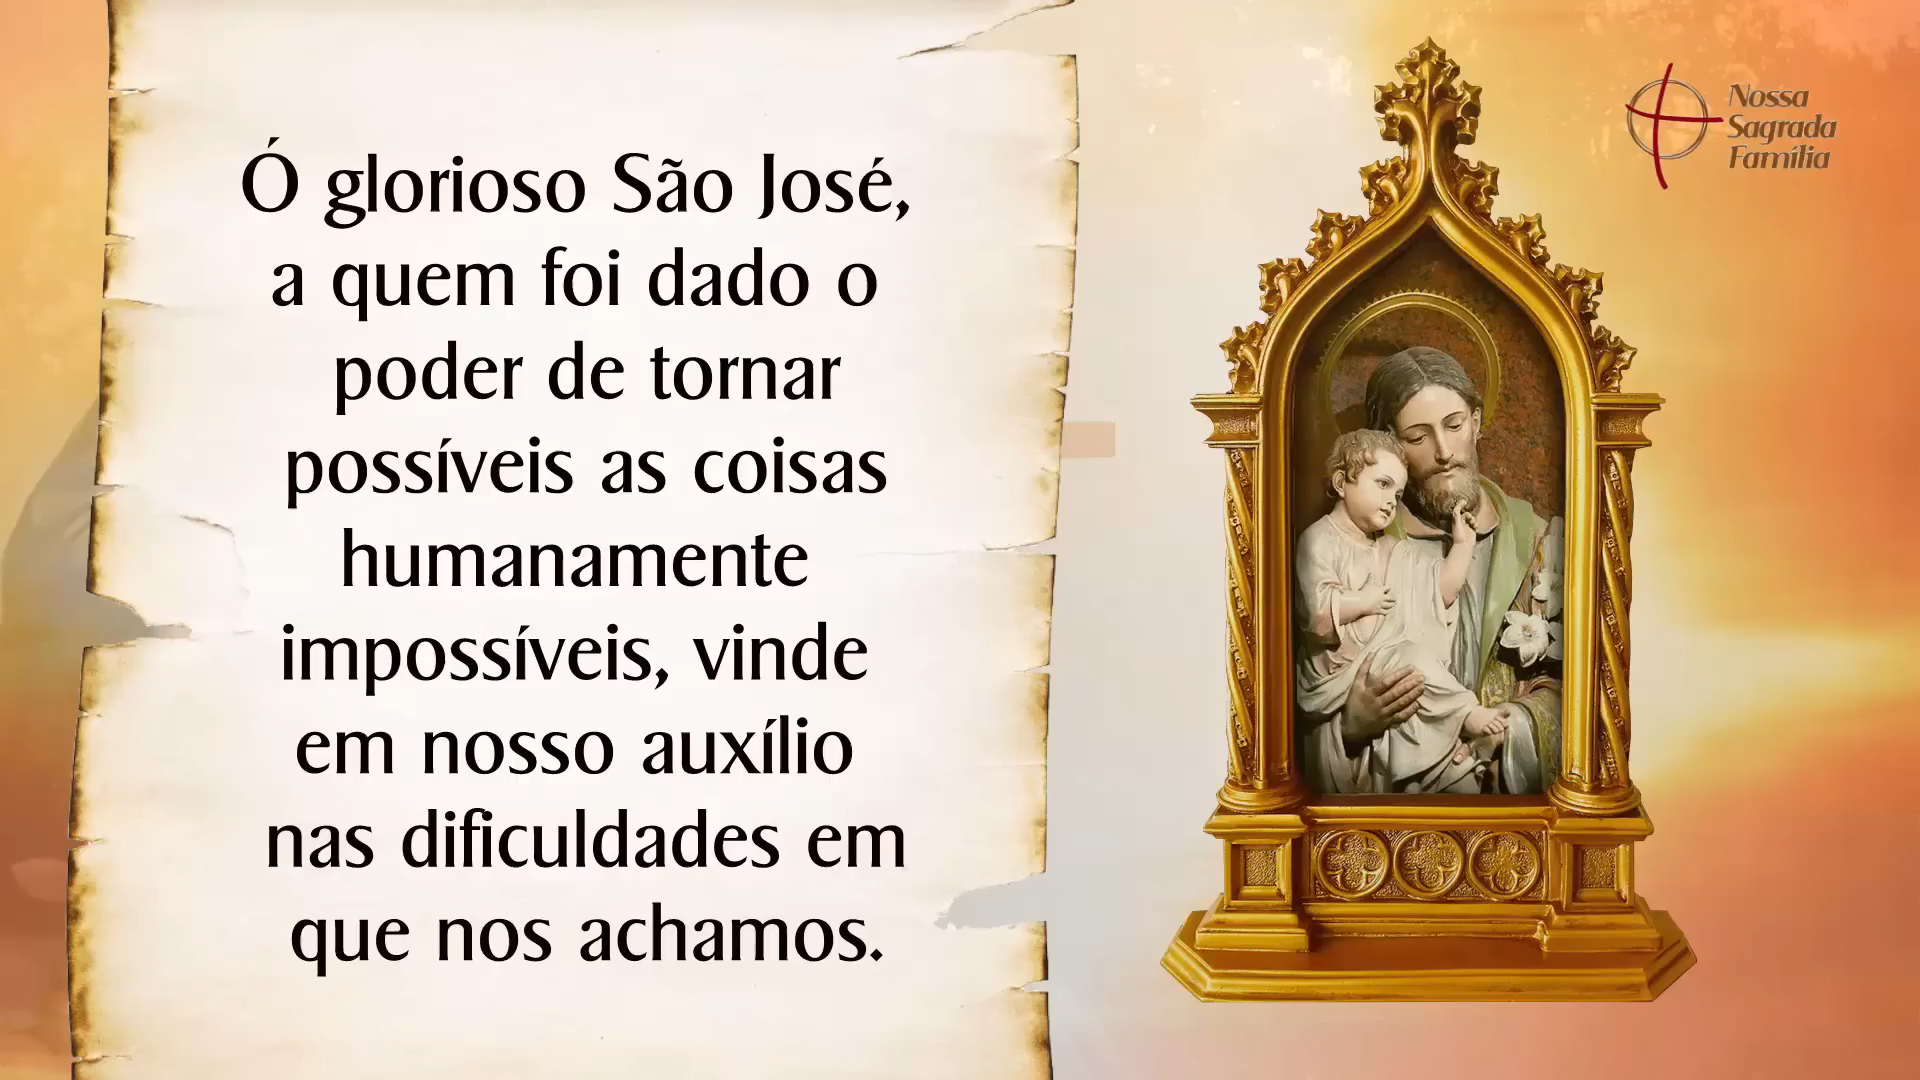 Ó glorioso São José,
a quem foi dado o
poder de tornar
possíveis as coisas
humanamente
impossíveis, vinde
em nosso auxílio
nas dificuldades em
que nos achamos.
Nossa
Sagrada
Família